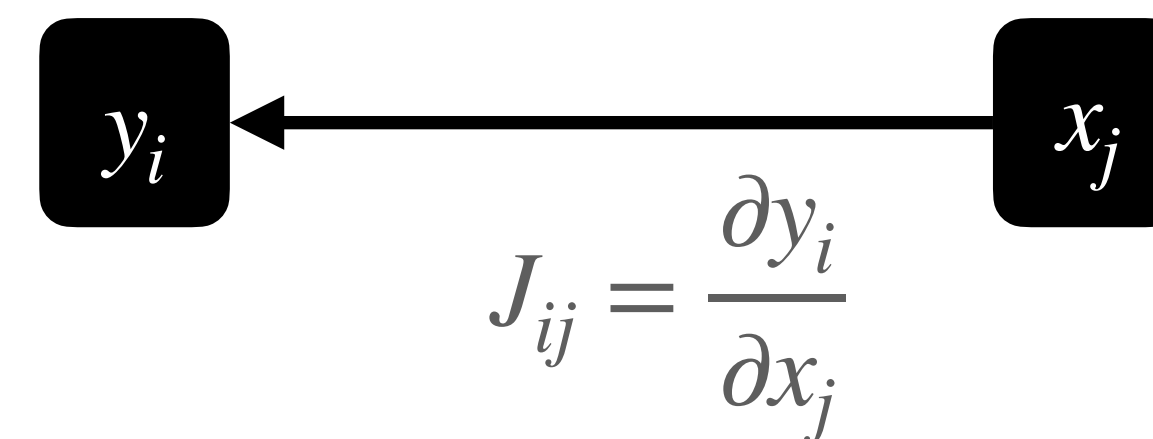 yᵢ xⱼ
Jᵢⱼ = ∂yᵢ/∂xⱼ